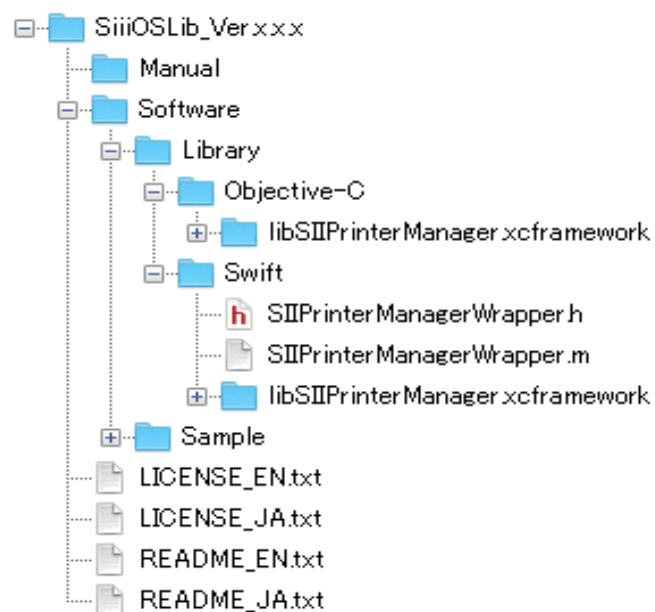 SiiiOSLib_Ver.x.x.x
Manual
Software
Library
Objective-C
libSIIPrinterManager.xcframework
Swift
SIIPrinterManagerWrapper.h
SIIPrinterManagerWrapper.m
libSIIPrinterManager.xcframework
Sample
LICENSE_EN.txt
LICENSE_JA.txt
README_EN.txt
README_JA.txt